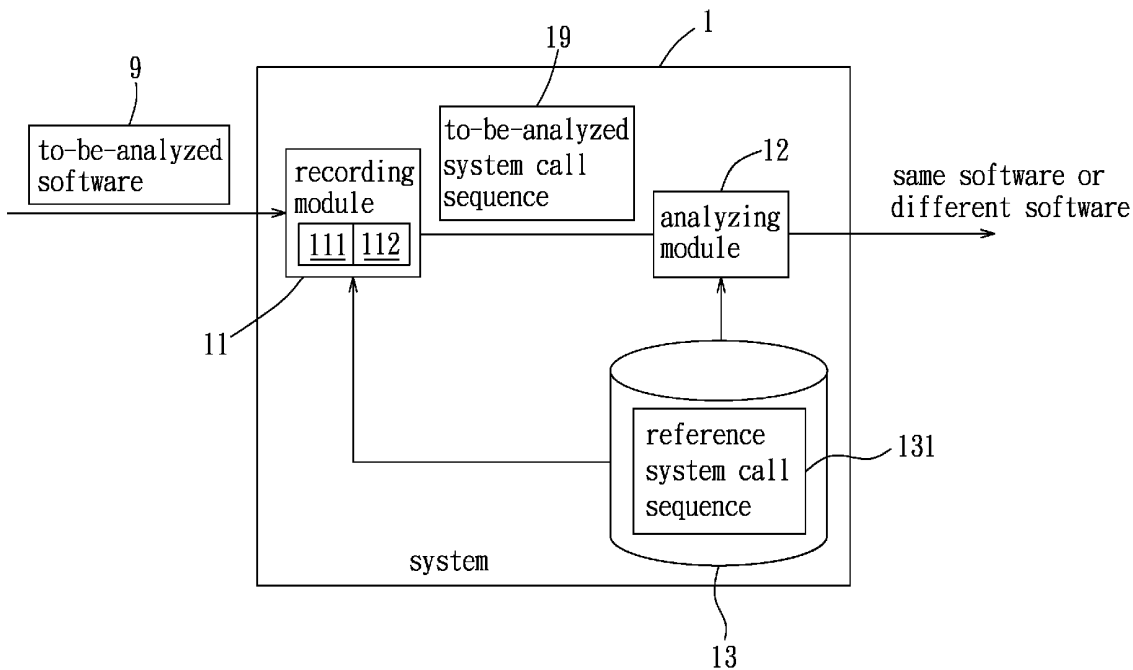 1
19
9
to-be-analyzed
software
to-be-analyzed
system call
sequence
recording
module
111 112
11
12
analyzing
module
same software or
different software
reference
system call
sequence
131
system
13